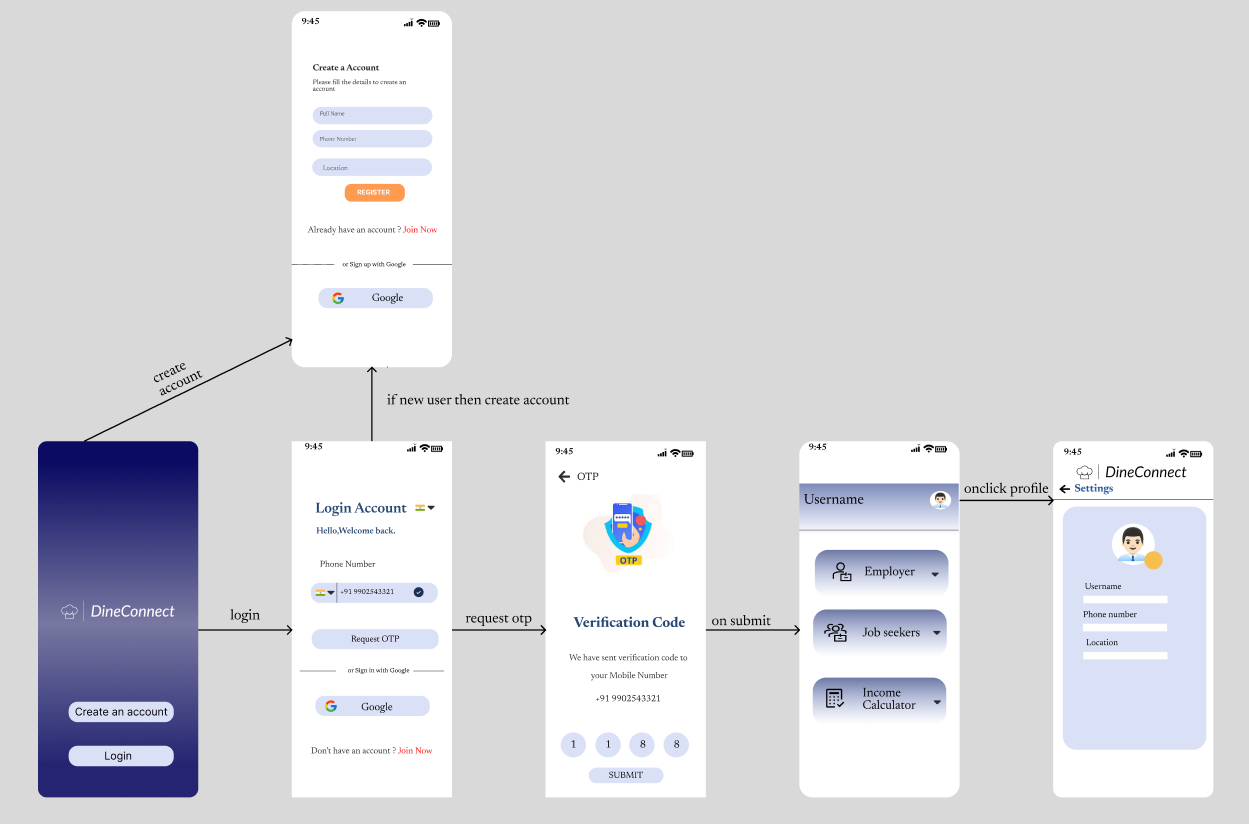 9:45
Create a Account
Please fill the details to create an
account
Full Name
Phone Number
Location
REGISTER
Already have an account ? Join Now
or Sign up with Google
Google
create
account
if new user then create account
DineConnect
Create an account
Login
login
9:45
Login Account
Hello,Welcome back.
Phone Number
+91 9902543321
Request OTP
or Sign in with Google
Google
Don't have an account ? Join Now
request otp
9:45
OTP
OTP
Verification Code
We have sent verification code to
your Mobile Number
+91 9902543321
1 1 8 8
SUBMIT
on submit
9:45
Username
Employer
Job seekers
Income
Calculator
onclick profile
9:45
DineConnect
Settings
Username
Phone number
Location